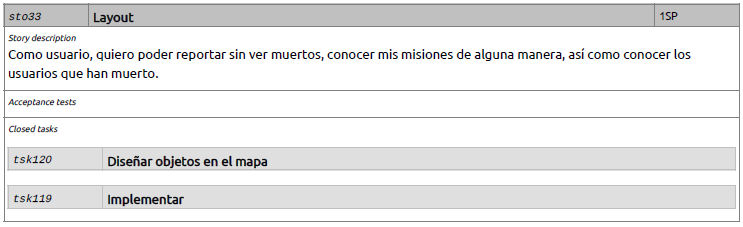 sto33 Layout 1SP
Story description
Como usuario, quiero poder reportar sin ver muertos, conocer mis misiones de alguna manera, así como conocer los
usuarios que han muerto.
Acceptance tests
Closed tasks
tsk120 Diseñar objetos en el mapa
tsk119 Implementar